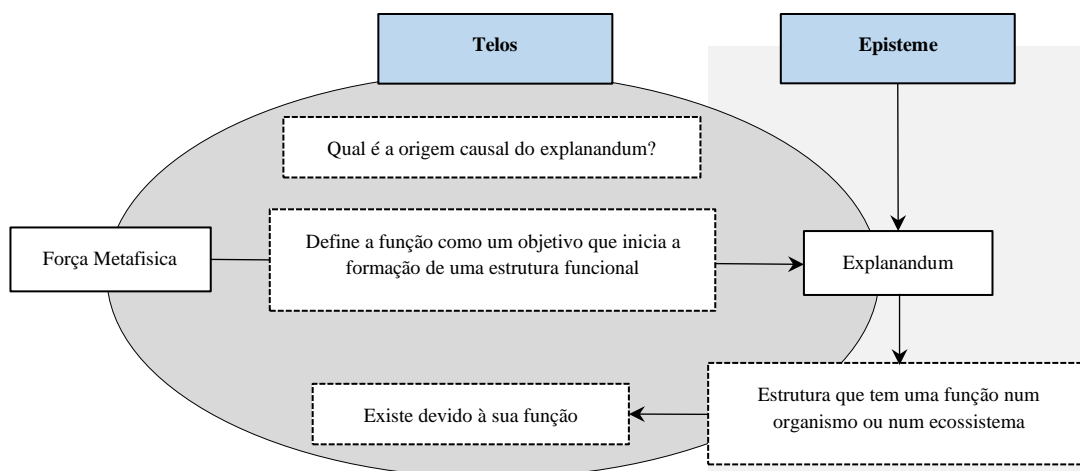 Telos
Episteme
Qual é a origem causal do explanandum?
Força Metafisica
Define a função como um objetivo que inicia a
formação de uma estrutura funcional
Explanandum
Existe devido à sua função
Estrutura que tem uma função num
organismo ou num ecossistema